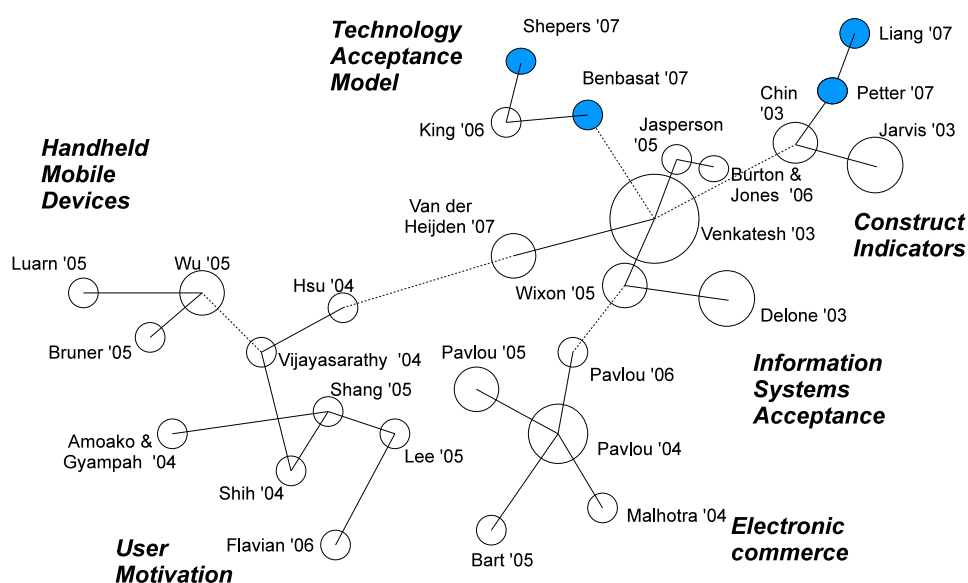 Technology
Acceptance
Model
Shepers '07
Benbasat '07
King '06
Liang '07
Petter '07
Chin
'03
Jarvis '03
Jasperson
'05
Burton &
Jones '06
Construct
Indicators
Handheld
Mobile
Devices
Van der
Heijden '07
Venkatesh '03
Luarn '05
Wu '05
Hsu '04
Wixon '05
Delone '03
Bruner '05
Vijayasarathy '04
Pavlou '05
Pavlou '06
Information
Systems
Acceptance
Shang '05
Amoako &
Gyampah '04
Lee '05
Pavlou '04
Shih '04
Malhotra '04
Electronic
commerce
User
Motivation
Flavian '06
Bart '05